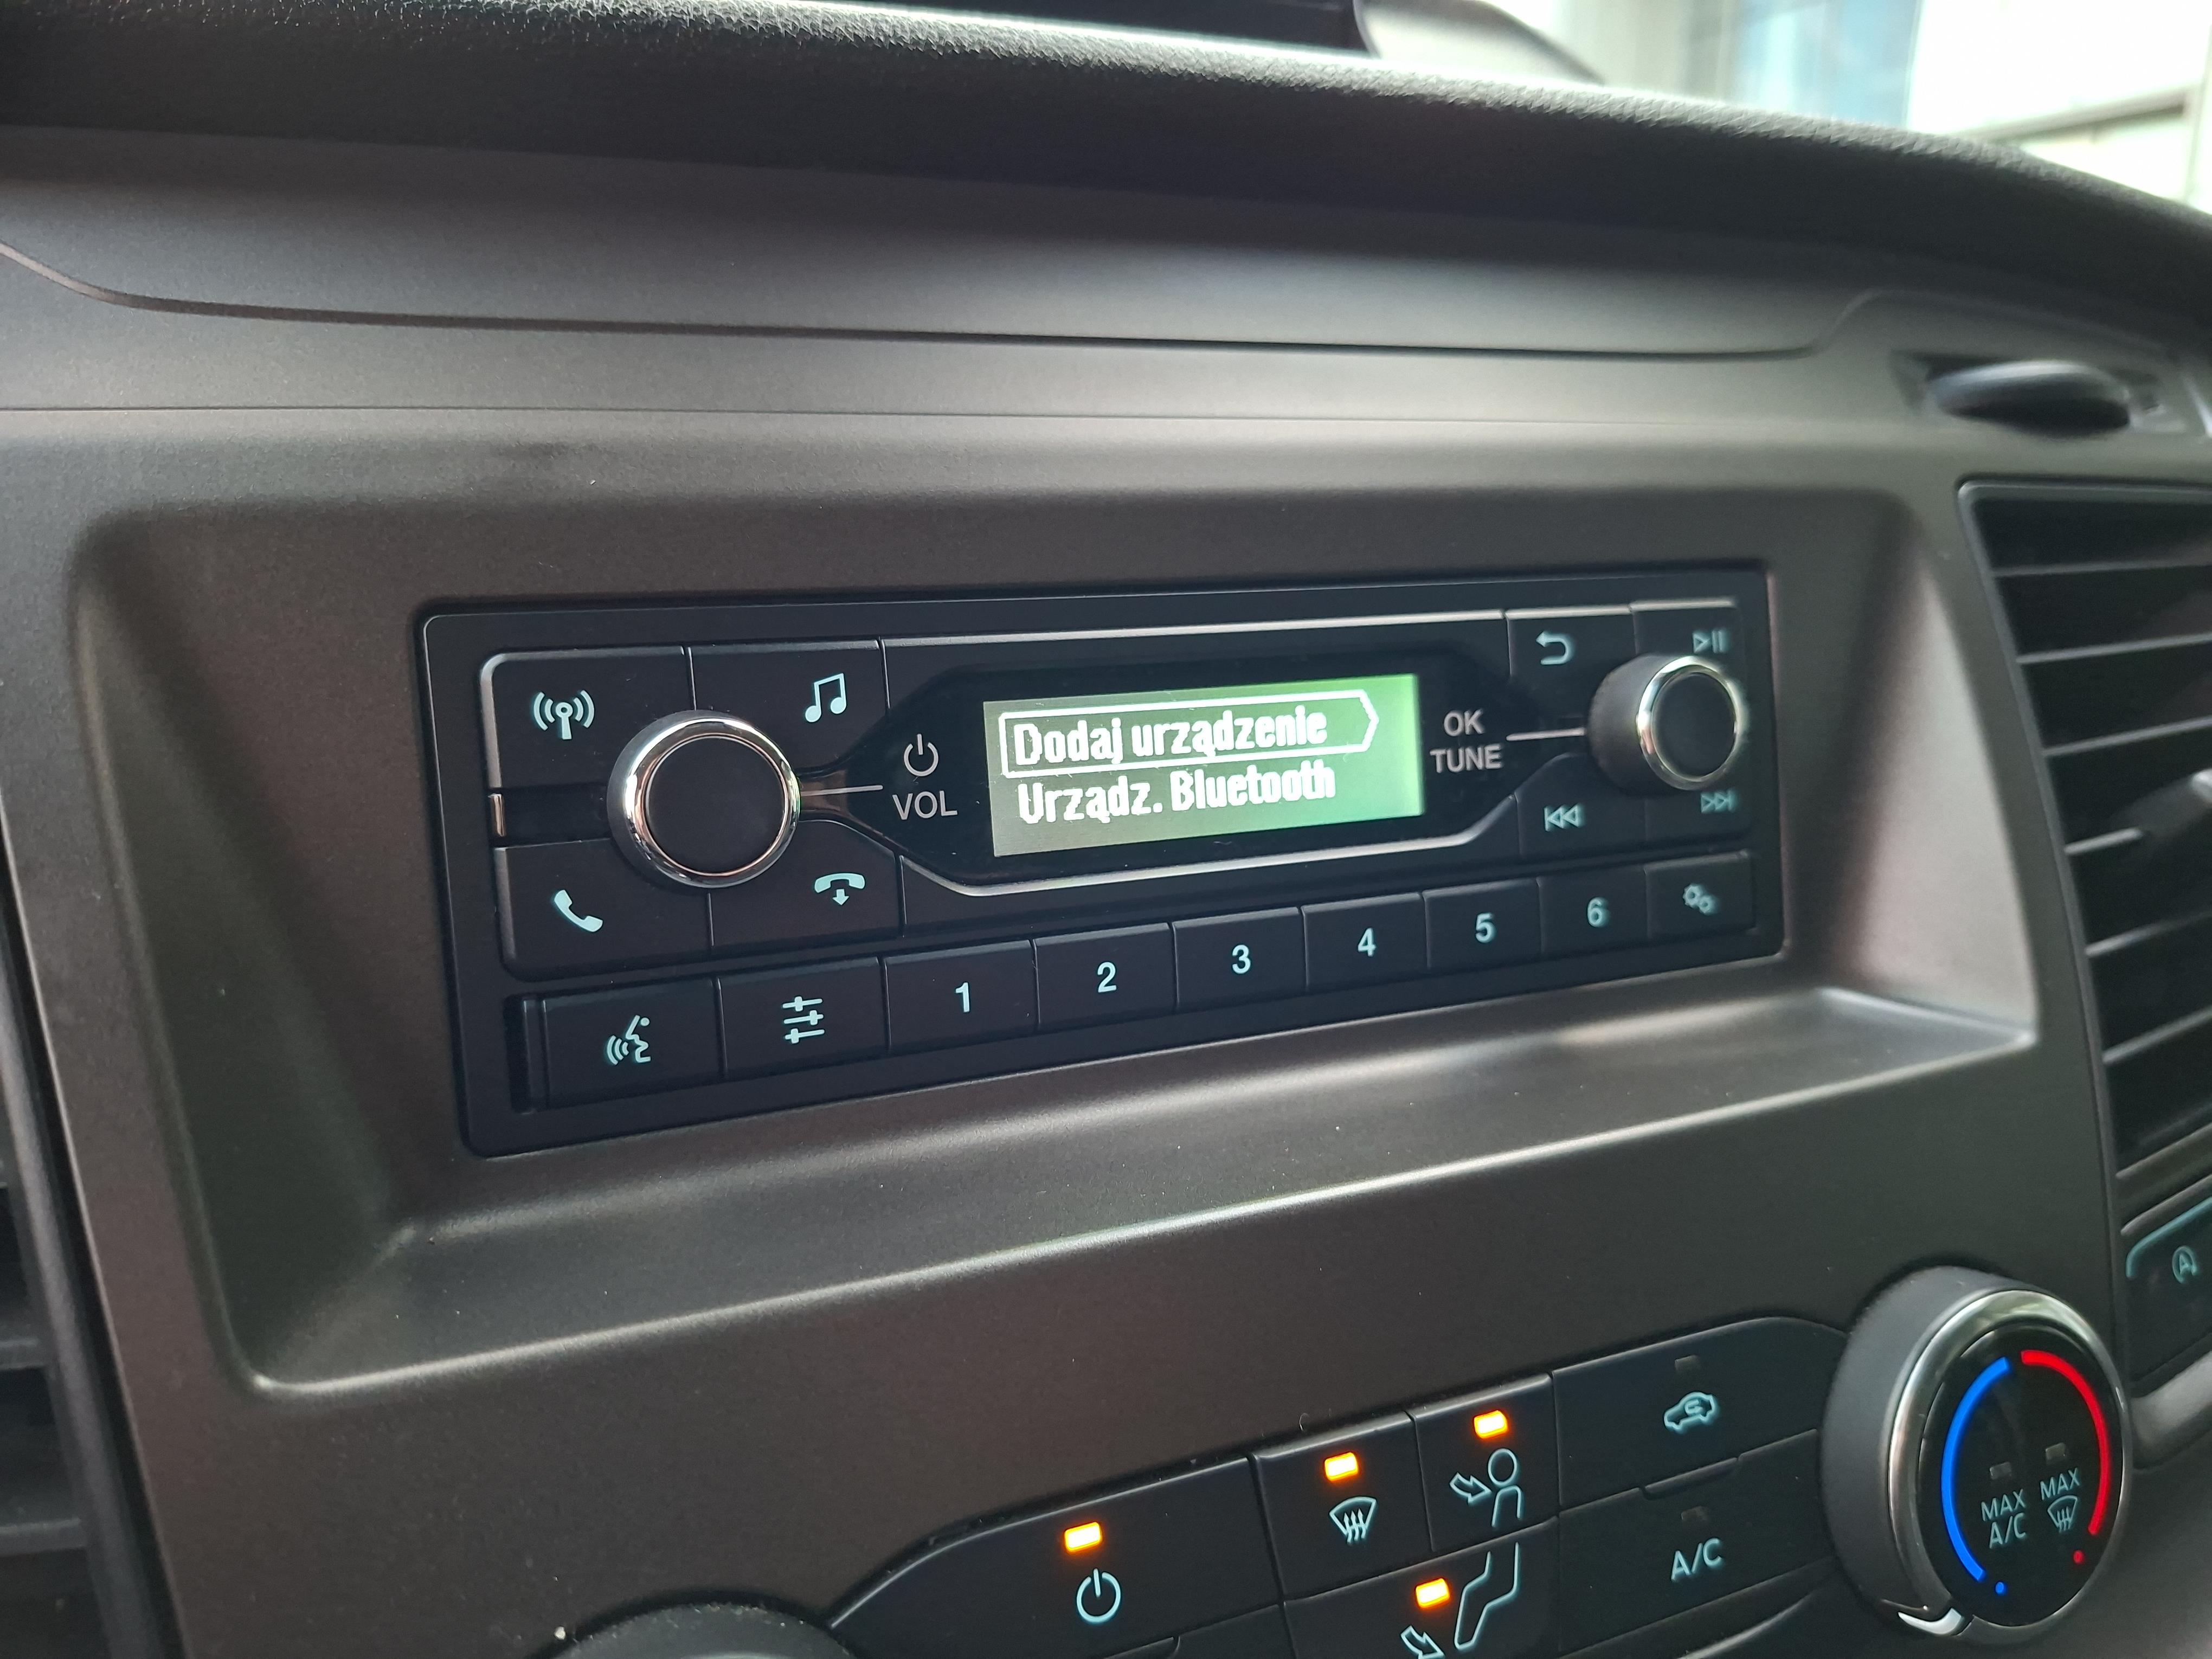 Dodaj urządzenie
Urządz. Bluetooth
VOL
OK
TUNE
1
2
3
4
5
6
MAX
A/C
MAX
A/C
A